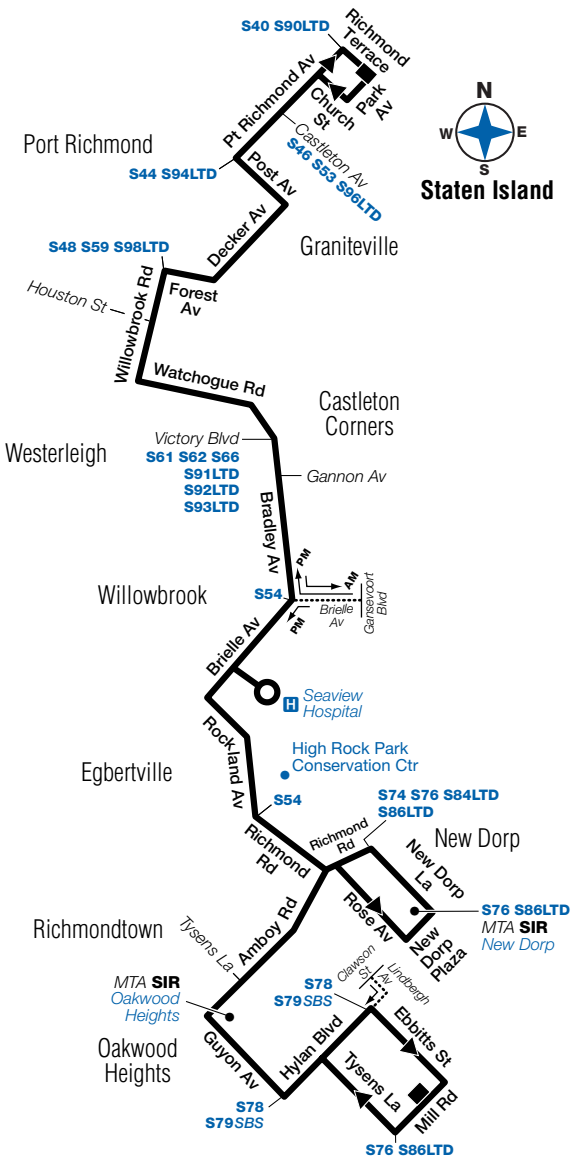 S40 S90LTD
Richmond
Terrace
Park
Av
Church
St
Pt Richmond Av
Castleton Av
S46 S53 S96LTD
N
W
E
S
Staten Island
Port Richmond
S44 S94LTD
Post Av
Decker Av
Graniteville
S48 S59 S98LTD
Forest
Av
Houston St
Willowbrook Rd
Watchogue Rd
Castleton
Corners
Westerleigh
Victory Blvd
S61 S62 S66
S91LTD
S92LTD
S93LTD
Gannon Av
Bradley Av
PM
AM
Willowbrook
S54
PM
Brielle
Av
Gansevoort
Blvd
Brielle Av
H
Seaview
Hospital
Rockland Av
High Rock Park
Conservation Ctr
Egbertville
S54
S74 S76 S84LTD
S86LTD
Richmond
Rd
Richmond
Rd
New Dorp
New Dorp
La
Rose Av
New
Dorp
Plaza
S76 S86LTD
MTA SIR
New Dorp
Richmondtown
Amboy Rd
Tysens La
MTA SIR
Oakwood
Heights
Oakwood
Heights
Guyon Av
S78
S79SBS
Clawson
St
Lindbergh
Av
Hylan Blvd
Ebbitts St
Tysens La
Mill Rd
S78
S79SBS
S76 S86LTD